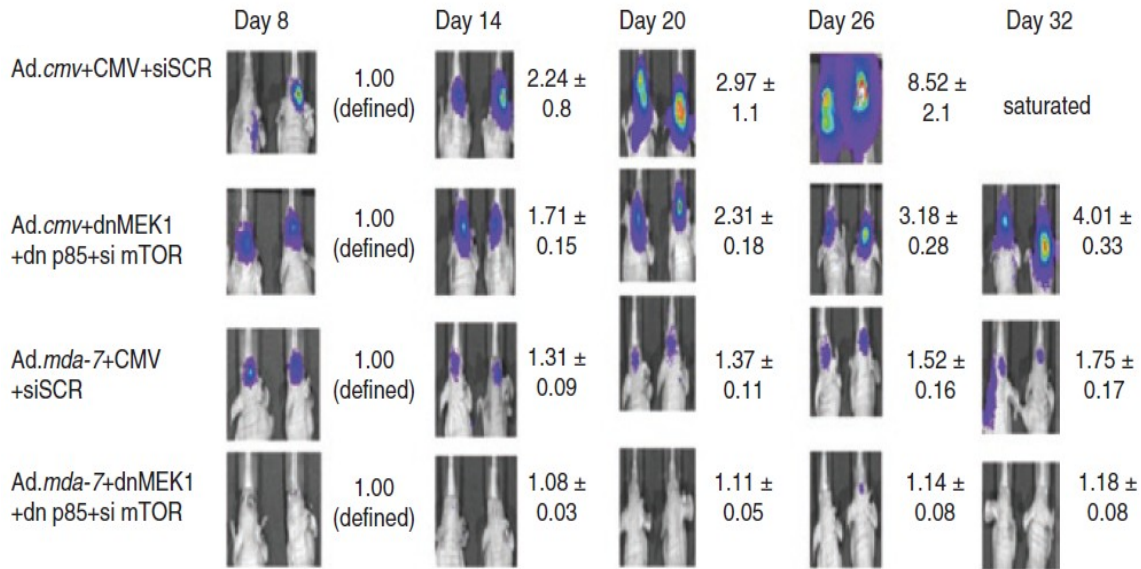 Day 8 Day 14 Day 20 Day 26 Day 32
Ad.cmv+CMV+siSCR
1.00
(defined)
2.24 ±
0.8
2.97 ±
1.1
8.52 ±
2.1
saturated
Ad.cmv+dnMEK1
+dn p85+si mTOR
1.00
(defined)
1.71 ±
0.15
2.31 ±
0.18
3.18 ±
0.28
4.01 ±
0.33
Ad.mda-7+CMV
+siSCR
1.00
(defined)
1.31 ±
0.09
1.37 ±
0.11
1.52 ±
0.16
1.75 ±
0.17
Ad.mda-7+dnMEK1
+dn p85+si mTOR
1.00
(defined)
1.08 ±
0.03
1.11 ±
0.05
1.14 ±
0.08
1.18 ±
0.08